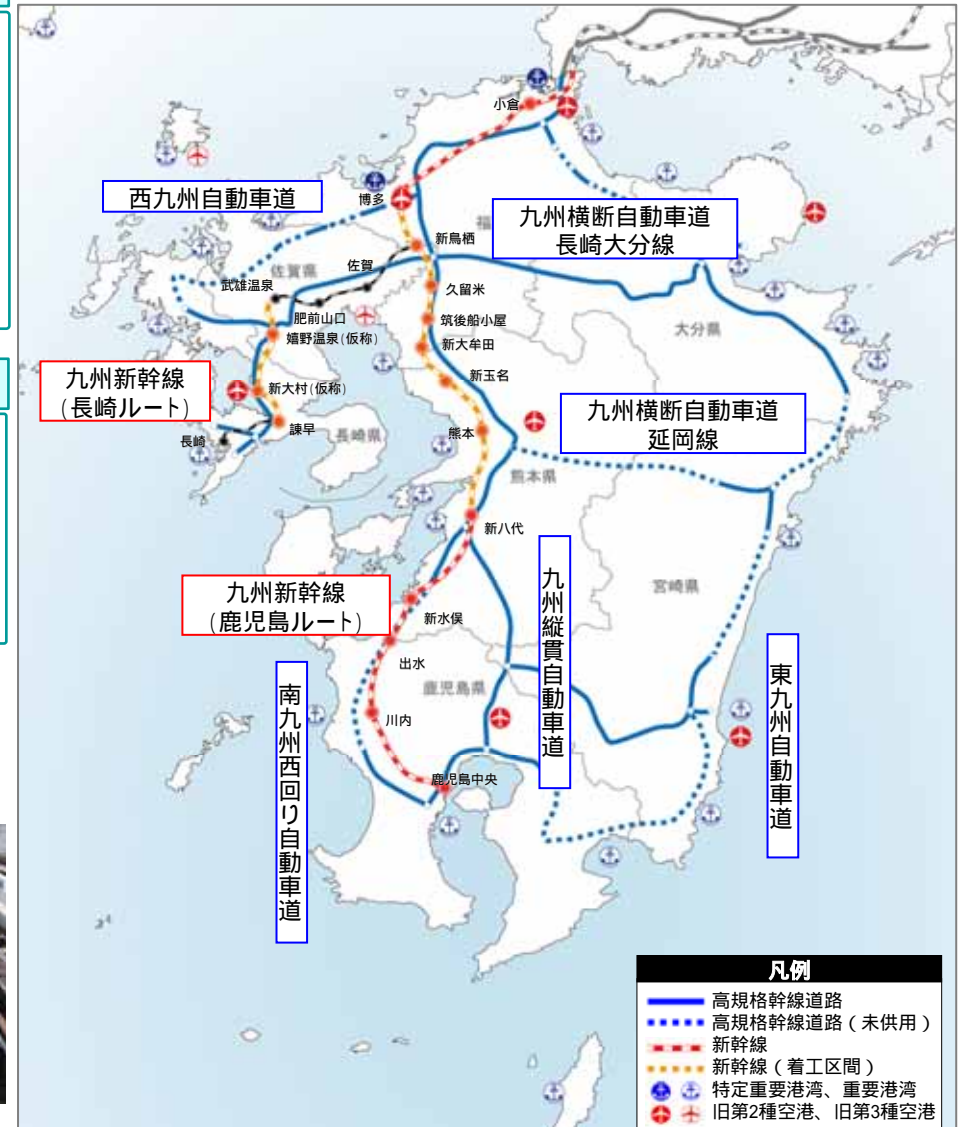 小倉
博多
西九州自動車道
九州横断自動車道
長崎大分線
福
新鳥栖
佐賀
佐賀県
武雄温泉
久留米
肥前山口
筑後船小屋
大分県
嬉野温泉(仮称)
新大牟田
九州新幹線
(長崎ルート)
新大村(仮称)
新玉名
九州横断自動車道
延岡線
諫早
長崎
長崎県
熊本
熊本県
新八代
九州新幹線
(鹿児島ルート)
新水俣
九州縦貫自動車道
宮崎県
出水
鹿児島県
南九州西回り自動車道
川内
東九州自動車道
鹿児島中央
凡例
高規格幹線道路
高規格幹線道路(未供用)
新幹線
新幹線(着工区間)
特定重要港湾、重要港湾
旧第2種空港、旧第3種空港